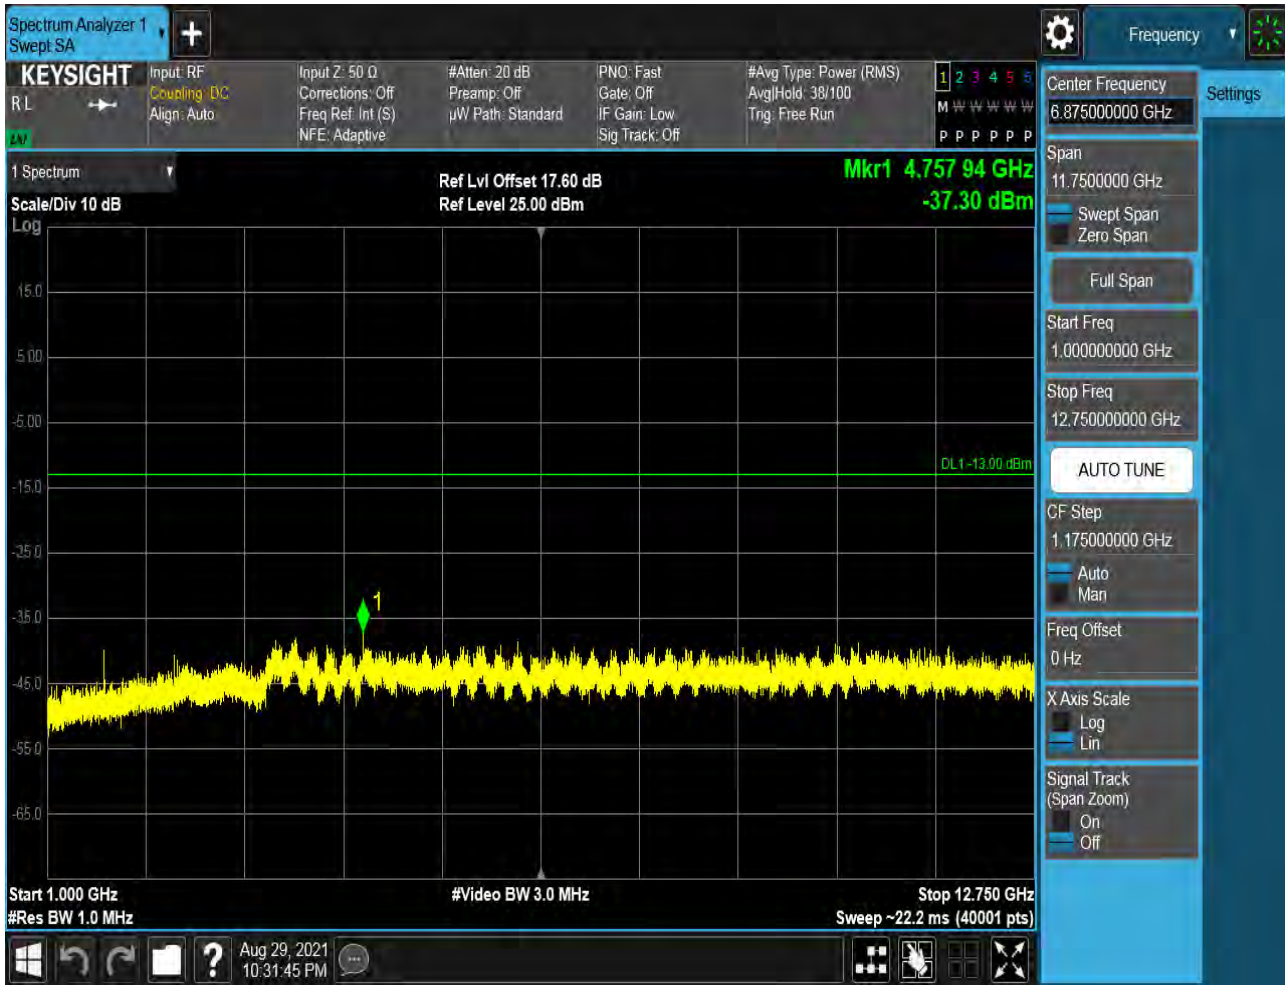 Spectrum Analyzer 1
Swept SA
Frequency
KEYSIGHT
R L
LNI
Input: RF
Coupling: DC
Align: Auto
Input Z: 50 Ω
Corrections: Off
Freq Ref: Int (S)
NFE: Adaptive
#Atten: 20 dB
Preamp: Off
µW Path: Standard
PNO: Fast
Gate: Off
IF Gain: Low
Sig Track: Off
#Avg Type: Power (RMS)
Avg|Hold: 38/100
Trig: Free Run
1 2 3 4 5 6
M W W W W W
P P P P P P
1 Spectrum
Scale/Div 10 dB
Log
Ref Lvl Offset 17.60 dB
Ref Level 25.00 dBm
Mkr1 4.757 94 GHz
-37.30 dBm
15.0
5.00
-5.00
DL1 -13.00 dBm
-15.0
-25.0
1
-35.0
-45.0
-55.0
-65.0
Start 1.000 GHz
#Video BW 3.0 MHz
Stop 12.750 GHz
#Res BW 1.0 MHz
Sweep ~22.2 ms (40001 pts)
Center Frequency
6.875000000 GHz
Settings
Span
11.7500000 GHz
Swept Span
Zero Span
Full Span
Start Freq
1.000000000 GHz
Stop Freq
12.750000000 GHz
AUTO TUNE
CF Step
1.175000000 GHz
Auto
Man
Freq Offset
0 Hz
X Axis Scale
Log
Lin
Signal Track
(Span Zoom)
On
Off
?
Aug 29, 2021
10:31:45 PM